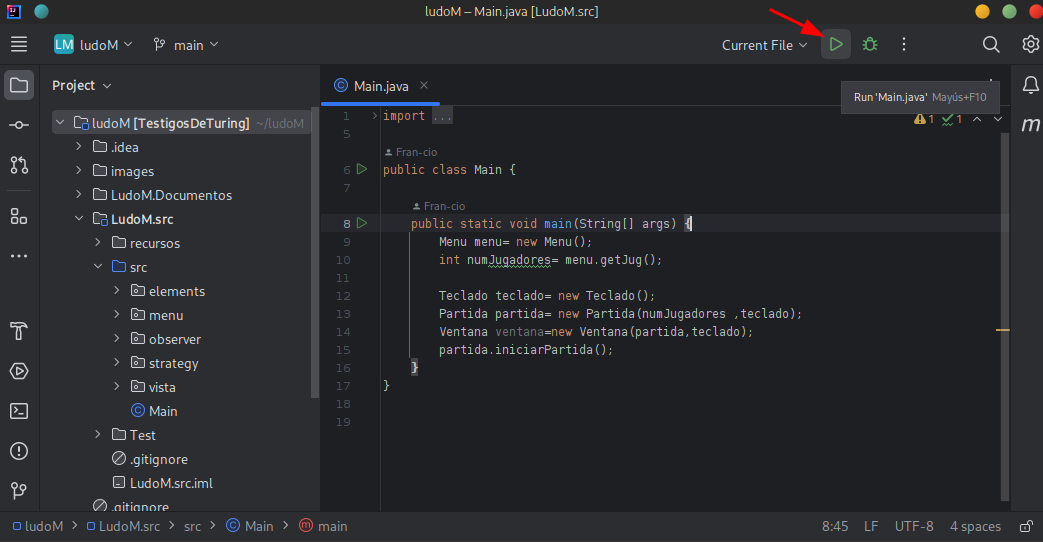 ludoM – Main.java [LudoM.src]
LM ludoM
main
Current File
Project
Main.java
Run 'Main.java' Mayús+F10
ludoM [TestigosDeTuring] ~/ludoM
.idea
images
LudoM.Documentos
LudoM.src
recursos
src
elements
menu
observer
strategy
vista
Main
Test
.gitignore
LudoM.src.iml
.gitignore
1 import ...
1 1
5
Fran-cio
6 public class Main {
7
Fran-cio
8 public static void main(String[] args) {
9 Menu menu= new Menu();
10 int numJugadores= menu.getJug();
11
12 Teclado teclado= new Teclado();
13 Partida partida= new Partida(numJugadores ,teclado);
14 Ventana ventana=new Ventana(partida,teclado);
15 partida.iniciarPartida();
16 }
17 }
18
19
m
ludoM > LudoM.src > src > Main > main
8:45 LF UTF-8 4 spaces